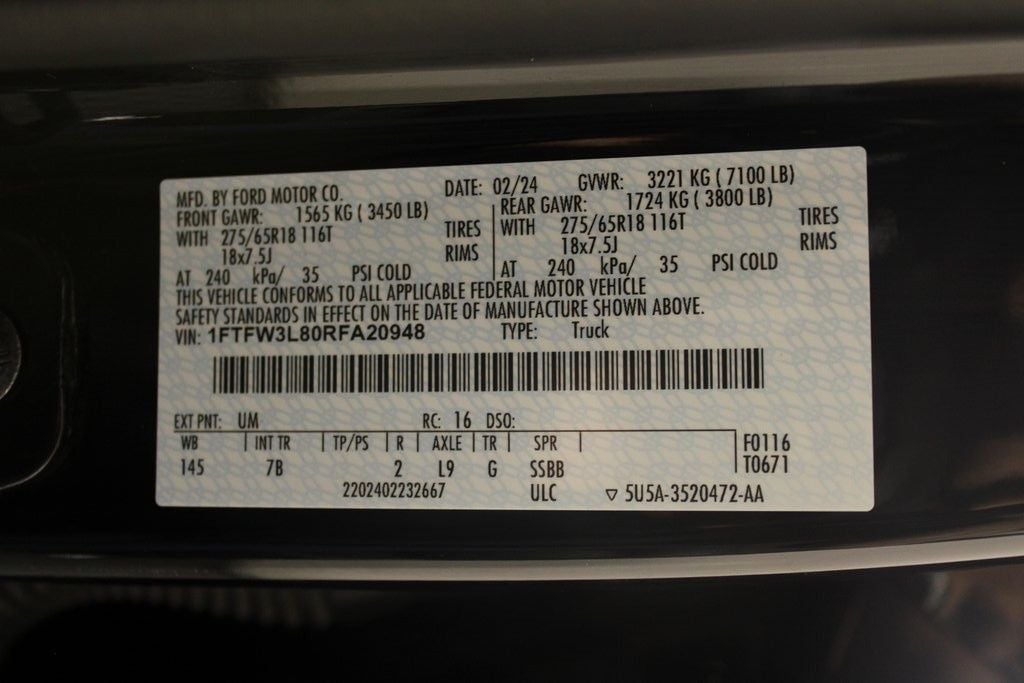 MFD. BY FORD MOTOR CO. DATE: 02/24 GVWR: 3221 KG ( 7100 LB)
FRONT GAWR: 1565 KG ( 3450 LB) REAR GAWR: 1724 KG ( 3800 LB)
WITH 275/65R18 116T TIRES WITH 275/65R18 116T TIRES
18x7.5J RIMS 18x7.5J RIMS
AT 240 kPa/ 35 PSI COLD AT 240 kPa/ 35 PSI COLD
THIS VEHICLE CONFORMS TO ALL APPLICABLE FEDERAL MOTOR VEHICLE
SAFETY STANDARDS IN EFFECT ON THE DATE OF MANUFACTURE SHOWN ABOVE.
VIN: 1FTFW3L80RFA20948 TYPE: Truck
EXT PNT: UM RC: 16 DSO:
WB INT TR TP/PS R AXLE TR SPR F0116
145 7B 2 L9 G SSBB T0671
2202402232667 ULC ▽ 5U5A-3520472-AA